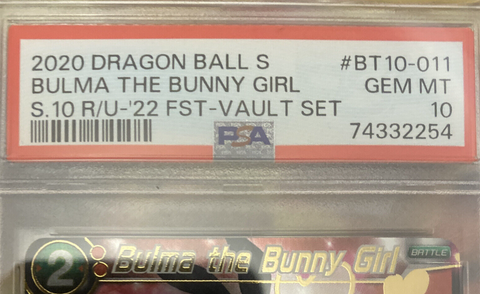 2020 DRAGON BALL S #BT10-011
BULMA THE BUNNY GIRL GEM MT
S.10 R/U-'22 FST-VAULT SET 10
PSA 74332254
2 Bulma the Bunny Girl BATTLE